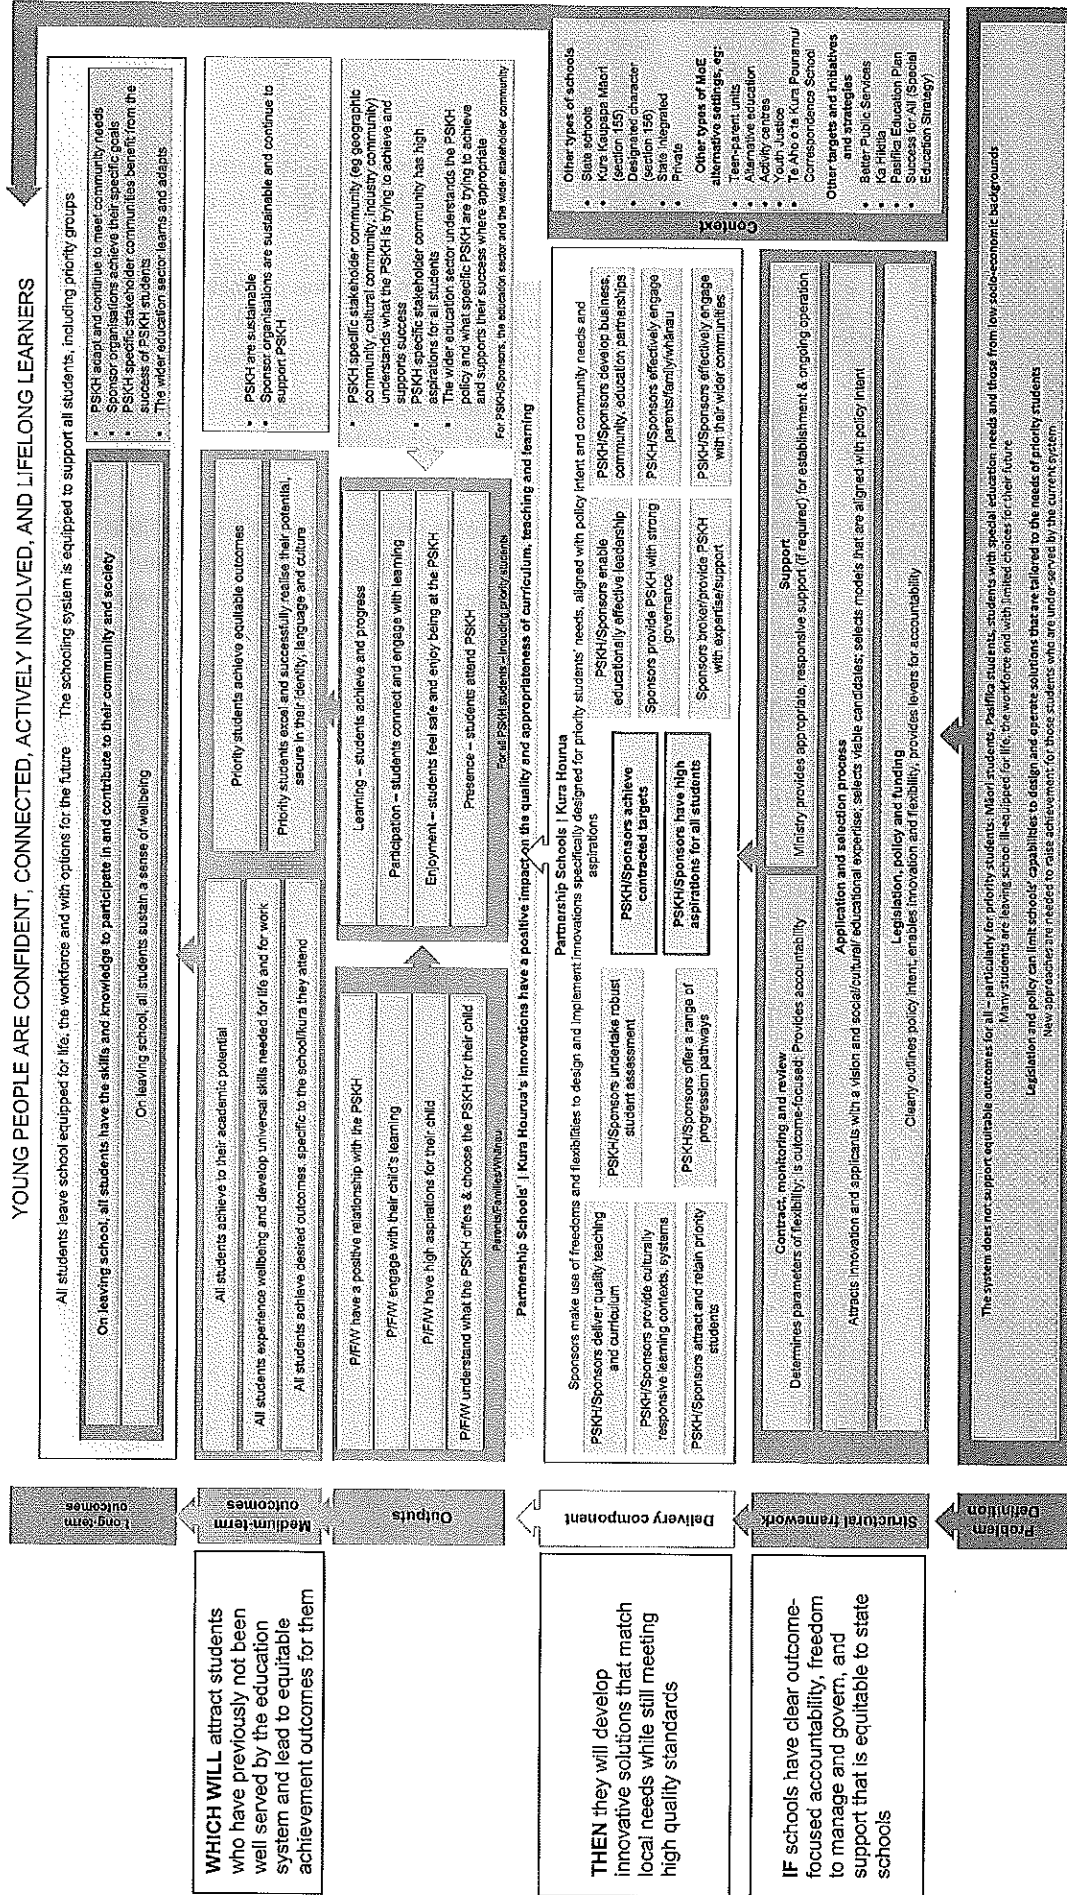 YOUNG PEOPLE ARE CONFIDENT, CONNECTED, ACTIVELY INVOLVED, AND LIFELONG LEARNERS
Long-term
outcomes
All students leave school equipped for life, the workforce and with options for the future
The schooling system is equipped to support all students, including priority groups
On leaving school, all students have the skills and knowledge to participate in and contribute to their community and society
On leaving school, all students sustain a sense of wellbeing
• PSKH adapt and continue to meet community needs
• Sponsor organisations achieve their specific goals
• PSKH specific stakeholder communities benefit from the
success of PSKH students
• The wider education sector learns and adapts
WHICH WILL attract students
who have previously not been
well served by the education
system and lead to equitable
achievement outcomes for them
Medium-term
outcomes
All students achieve to their academic potential
All students experience wellbeing and develop universal skills needed for life and for work
All students achieve desired outcomes, specific to the school/kura they attend
Priority students achieve equitable outcomes
Priority students excel and successfully realise their potential,
secure in their identity, language and culture
• PSKH are sustainable
• Sponsor organisations are sustainable and continue to
support PSKH
Outputs
P/F/W have a positive relationship with the PSKH
P/F/W engage with their child's learning
P/F/W have high aspirations for their child
P/F/W understand what the PSKH offers & choose the PSKH for their child
Parents/Families/Whānau
Learning – students achieve and progress
Participation – students connect and engage with learning
Enjoyment – students feel safe and enjoy being at the PSKH
Presence – students attend PSKH
For all PSKH students – including priority students
• PSKH specific stakeholder community (eg geographic
community, cultural community, industry community)
understands what the PSKH is trying to achieve and
supports success
• PSKH specific stakeholder community has high
aspirations for all students
• The wider education sector understands the PSKH
policy and what specific PSKH are trying to achieve
and supports their success where appropriate
For PSKH/Sponsors, the education sector and the wider stakeholder community
Partnership Schools' | Kura Hourua's innovations have a positive impact on the quality and appropriateness of curriculum, teaching and learning
THEN they will develop
innovative solutions that match
local needs while still meeting
high quality standards
Delivery component
Partnership Schools | Kura Hourua
Sponsors make use of freedoms and flexibilities to design and implement innovations specifically designed for priority students' needs, aligned with policy intent and community needs and
aspirations
PSKH/Sponsors deliver quality teaching
and curriculum
PSKH/Sponsors provide culturally
responsive learning contexts, systems
PSKH/Sponsors attract and retain priority
students
PSKH/Sponsors undertake robust
student assessment
PSKH/Sponsors offer a range of
progression pathways
PSKH/Sponsors achieve
contracted targets
PSKH/Sponsors have high
aspirations for all students
PSKH/Sponsors enable
educationally effective leadership
Sponsors provide PSKH with strong
governance
Sponsors broker/provide PSKH
with expertise/support
PSKH/Sponsors develop business,
community, education partnerships
PSKH/Sponsors effectively engage
parents/family/whānau
PSKH/Sponsors effectively engage
with their wider communities
IF schools have clear outcome-
focused accountability, freedom
to manage and govern, and
support that is equitable to state
schools
Structural framework
Contract, monitoring and review
Determines parameters of flexibility; is outcome-focused; Provides accountability
Support
Ministry provides appropriate, responsive support (if required) for establishment & ongoing operation
Application and selection process
Attracts innovation and applicants with a vision and social/cultural/ educational expertise; selects viable candidates; selects models that are aligned with policy intent
Legislation, policy and funding
Clearly outlines policy intent; enables innovation and flexibility; provides levers for accountability
Context
Other types of schools
• State schools
• Kura Kaupapa Māori
(section 155)
• Designated character
(section 156)
• State Integrated
• Private
Other types of MoE
alternative settings, eg:
• Teen-parent units
• Alternative education
• Activity centres
• Youth Justice
• Te Aho o te Kura Pounamu/
Correspondence School
Other targets and initiatives
and strategies
• Better Public Services
• Ka Hikitia
• Pasifika Education Plan
• Success for All (Special
Education Strategy)
Problem
Definition
The system does not support equitable outcomes for all – particularly for priority students: Māori students, Pasifika students, students with special education needs and those from low socio-economic backgrounds
Many students are leaving school ill-equipped for life, the workforce and with limited choices for their future
Legislation and policy can limit schools' capabilities to design and operate solutions that are tailored to the needs of priority students
New approaches are needed to raise achievement for those students who are under-served by the current system